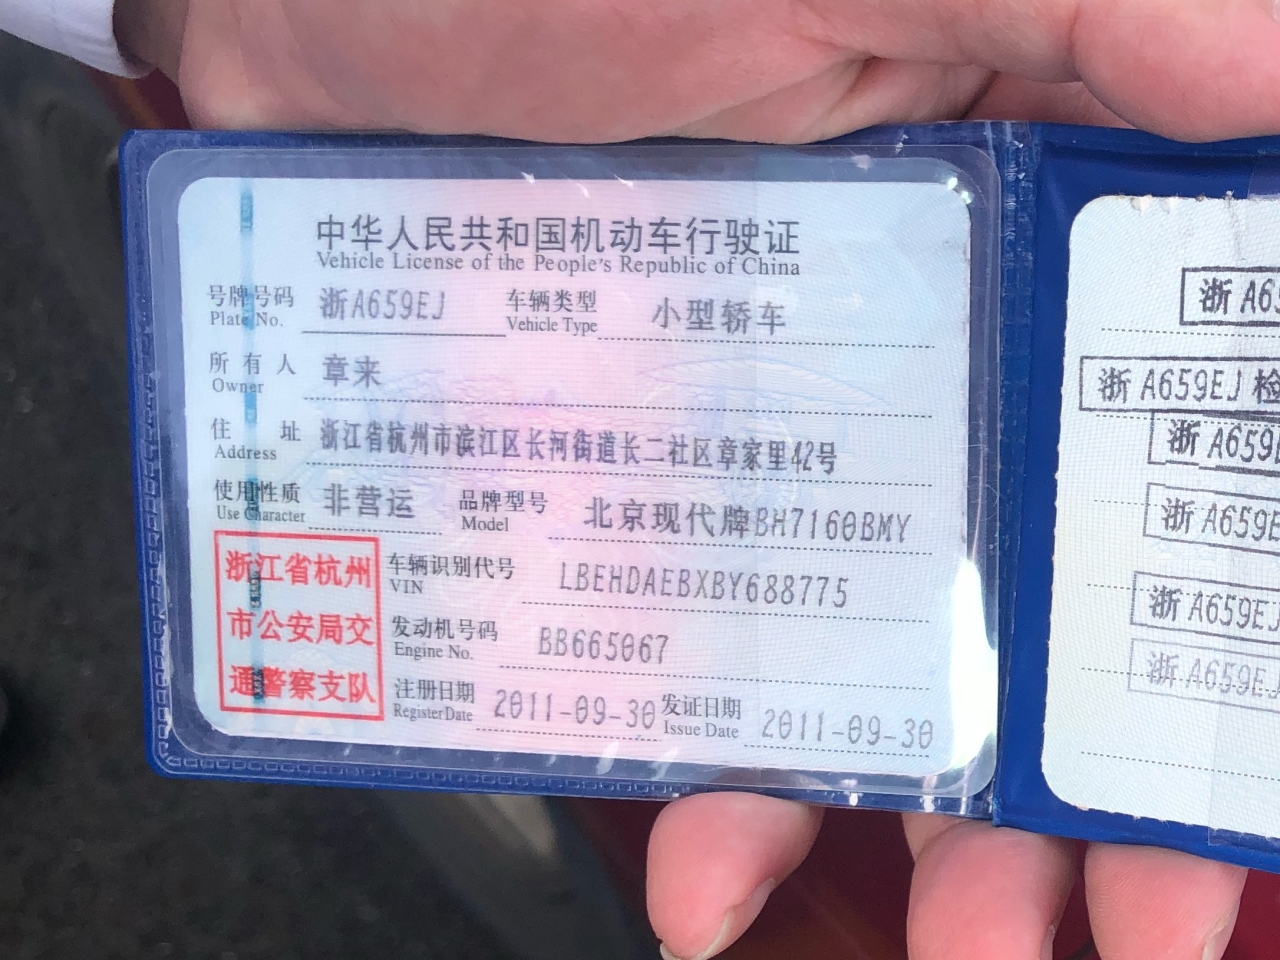 中华人民共和国机动车行驶证
Vehicle License of the People's Republic of China
号牌号码 浙A659EJ 车辆类型 小型轿车
Plate No. Vehicle Type
所有人 章来
Owner
住址 浙江省杭州市滨江区长河街道长二社区章家里42号
Address
使用性质 非营运 品牌型号 北京现代牌BH7160BMY
Use Character Model
浙江省杭州
市公安局交
通警察支队
车辆识别代号 LBEHDAEBXBY688775
VIN
发动机号码 BB665067
Engine No.
注册日期 2011-09-30 发证日期 2011-09-30
Register Date Issue Date
浙A659
浙A659EJ 检
浙A659E
浙A659E
浙A659EJ
浙A659EJ